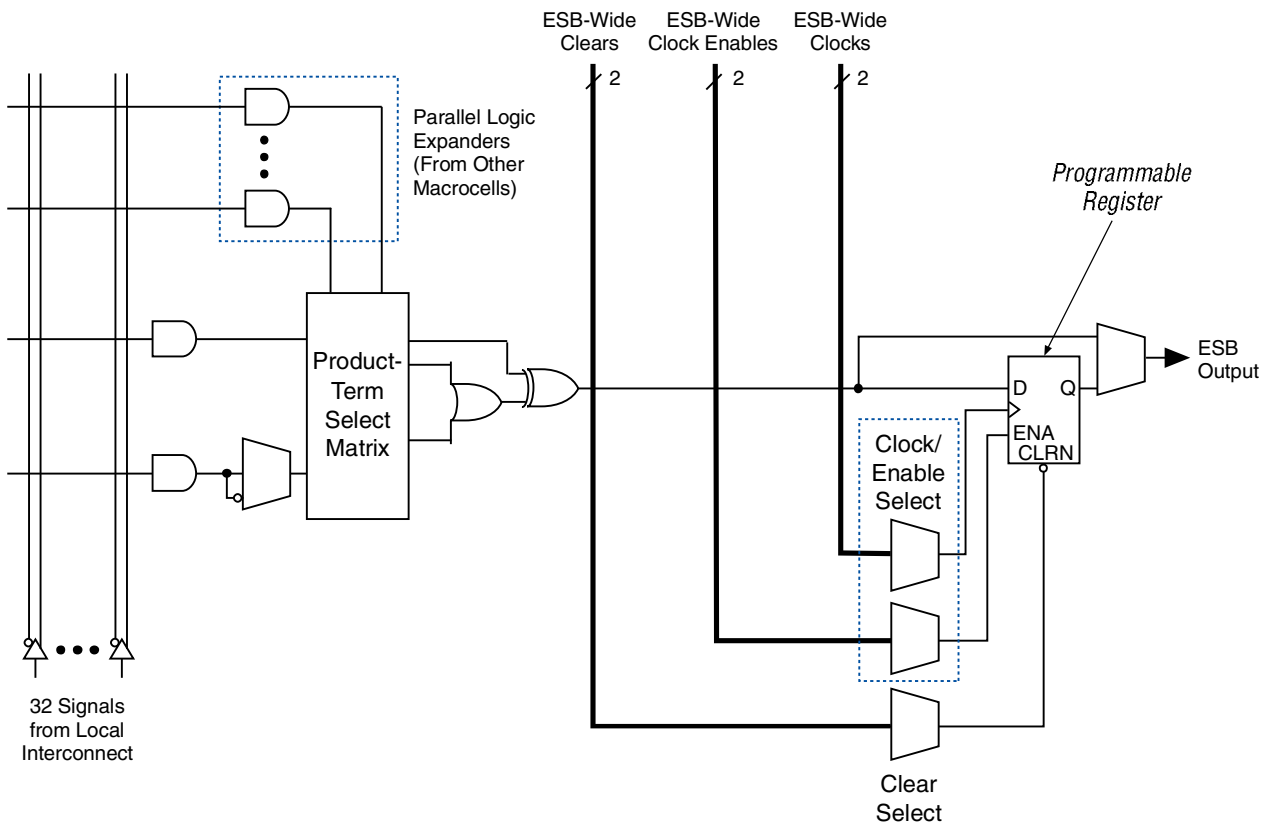 ESB-Wide
Clears
ESB-Wide
Clock Enables
ESB-Wide
Clocks
2
2
2
Parallel Logic
Expanders
(From Other
Macrocells)
Programmable
Register
Product-
Term
Select
Matrix
D
Q
ENA
CLRN
ESB
Output
Clock/
Enable
Select
32 Signals
from Local
Interconnect
Clear
Select